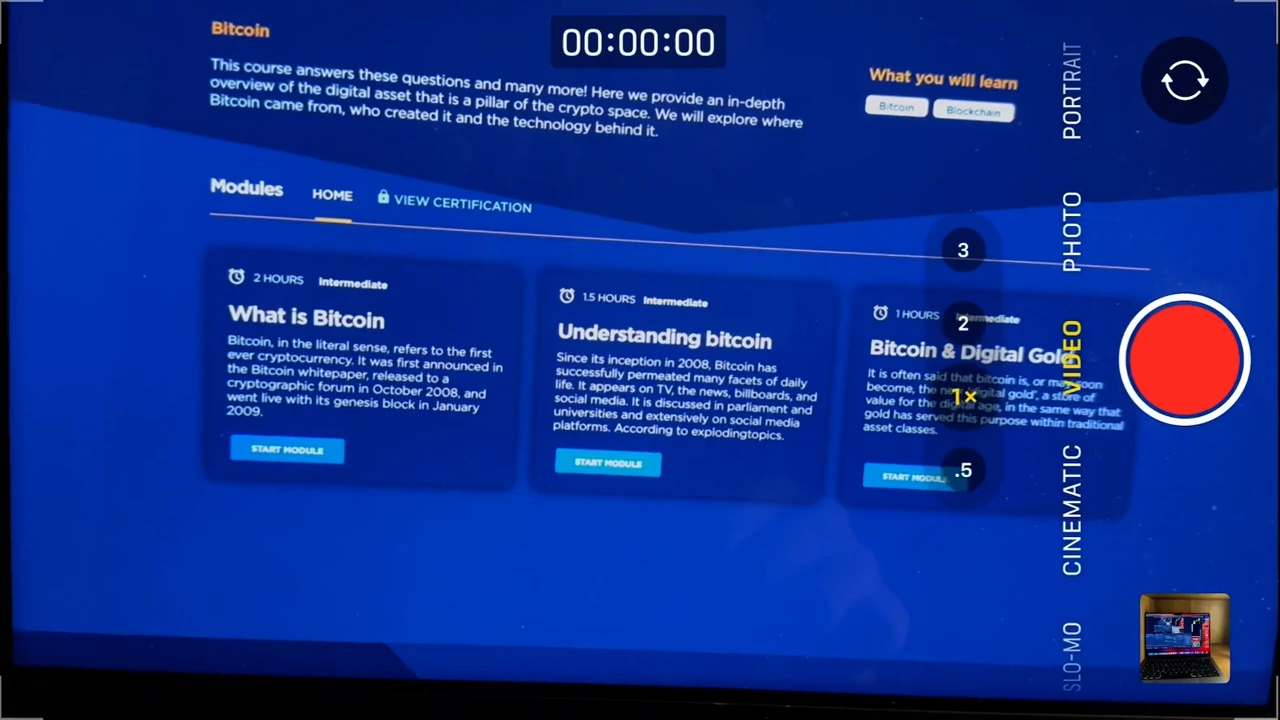 00:00:00
Bitcoin
This course answers these questions and many more! Here we provide an in-depth
overview of the digital asset that is a pillar of the crypto space. We will explore where
Bitcoin came from, who created it and the technology behind it.
What you will learn
Bitcoin
Blockchain
Modules
HOME
VIEW CERTIFICATION
2 HOURS
Intermediate
What is Bitcoin
Bitcoin, in the literal sense, refers to the first
ever cryptocurrency. It was first announced in
the Bitcoin whitepaper, released to a
cryptographic forum in October 2008, and
went live with its genesis block in January
2009.
START MODULE
1.5 HOURS
Intermediate
Understanding bitcoin
Since its inception in 2008, Bitcoin has
successfully permeated many facets of daily
life. It appears on TV, the news, billboards, and
social media. It is discussed in parliament and
universities and extensively on social media
platforms. According to explodingtopics.
START MODULE
1 HOURS
Intermediate
Bitcoin & Digital Gold
It is often said that bitcoin is, or may soon
become, the new 'digital gold', a store of
value for the digital age, in the same way that
gold has served this purpose within traditional
asset classes.
START MODULE
3
2
1×
.5
PORTRAIT
PHOTO
VIDEO
CINEMATIC
SLO-MO